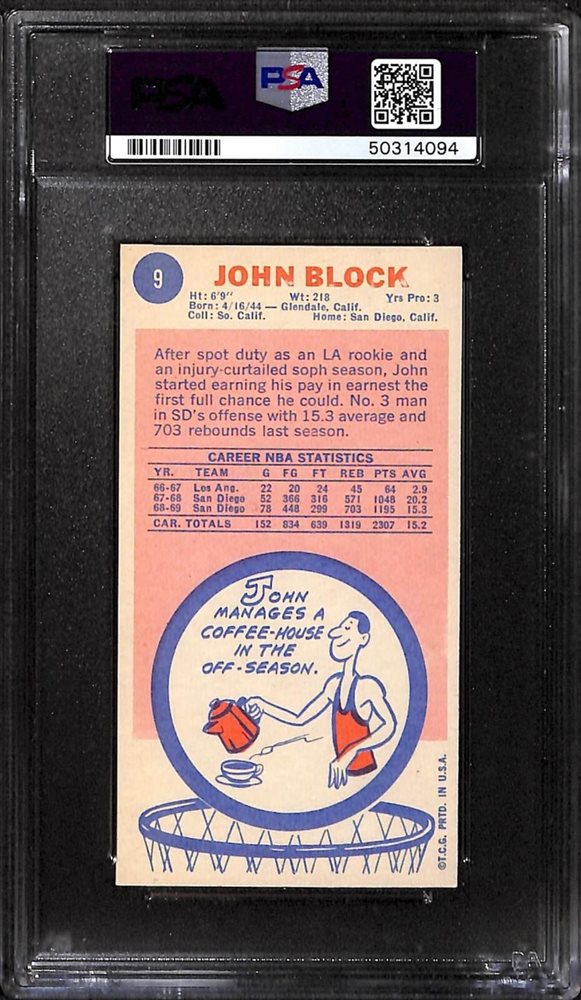 PSA
PSA
50314094
9
JOHN BLOCK
Ht: 6'9" Wt: 218 Yrs Pro: 3
Born: 4/16/44 — Glendale, Calif.
Coll: So. Calif. Home: San Diego, Calif.
After spot duty as an LA rookie and
an injury-curtailed soph season, John
started earning his pay in earnest the
first full chance he could. No. 3 man
in SD's offense with 15.3 average and
703 rebounds last season.
CAREER NBA STATISTICS
YR. TEAM G FG FT REB PTS AVG
66-67 Los Ang. 22 20 24 45 64 2.9
67-68 San Diego 52 366 316 571 1048 20.2
68-69 San Diego 78 448 299 703 1195 15.3
CAR. TOTALS 152 834 639 1319 2307 15.2
JOHN
MANAGES A
COFFEE-HOUSE
IN THE
OFF-SEASON.
©T.C.G. PRTD. IN U.S.A.